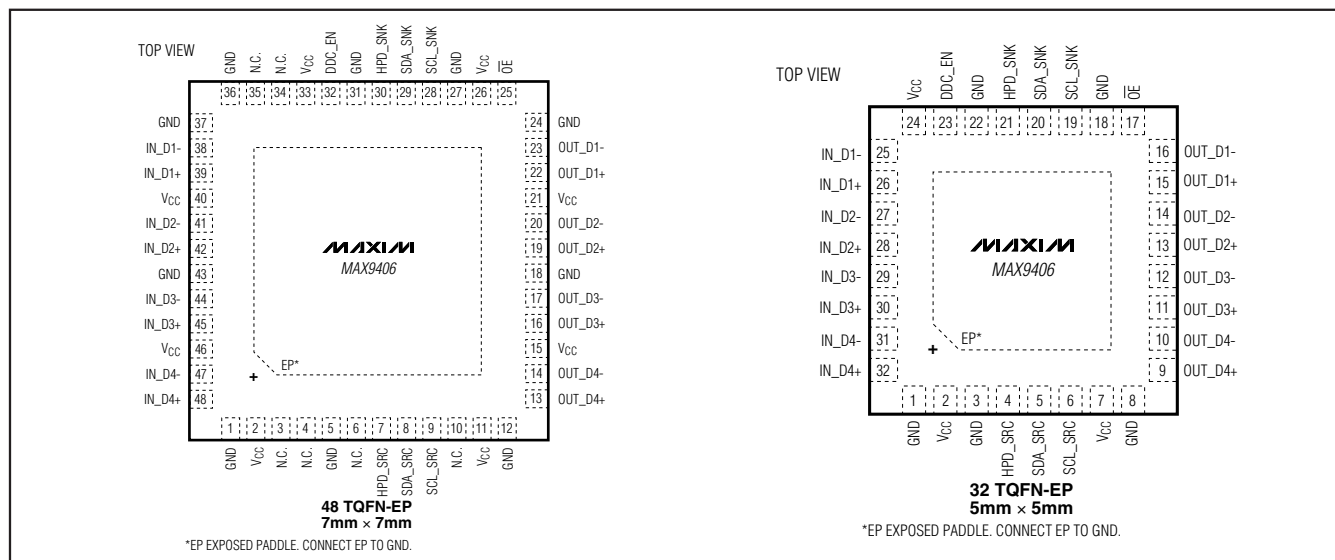 TOP VIEW
GND N.C. N.C. VCC DDC_EN GND HPD_SNK SDA_SNK SCL_SNK GND VCC OE
36 35 34 33 32 31 30 29 28 27 26 25
GND 37
IN_D1- 38
IN_D1+ 39
VCC 40
IN_D2- 41
IN_D2+ 42
GND 43
IN_D3- 44
IN_D3+ 45
VCC 46
IN_D4- 47
IN_D4+ 48
24 GND
23 OUT_D1-
22 OUT_D1+
21 VCC
20 OUT_D2-
19 OUT_D2+
18 GND
17 OUT_D3-
16 OUT_D3+
15 VCC
14 OUT_D4-
13 OUT_D4+
MAXIM
MAX9406
EP*
+
1 2 3 4 5 6 7 8 9 10 11 12
GND VCC N.C. N.C. GND N.C. HPD_SRC SDA_SRC SCL_SRC N.C. VCC GND
48 TQFN-EP
7mm × 7mm
*EP EXPOSED PADDLE. CONNECT EP TO GND.
TOP VIEW
VCC DDC_EN GND HPD_SNK SDA_SNK SCL_SNK GND OE
24 23 22 21 20 19 18 17
IN_D1- 25
IN_D1+ 26
IN_D2- 27
IN_D2+ 28
IN_D3- 29
IN_D3+ 30
IN_D4- 31
IN_D4+ 32
16 OUT_D1-
15 OUT_D1+
14 OUT_D2-
13 OUT_D2+
12 OUT_D3-
11 OUT_D3+
10 OUT_D4-
9 OUT_D4+
MAXIM
MAX9406
EP*
+
1 2 3 4 5 6 7 8
GND VCC GND HPD_SRC SDA_SRC SCL_SRC VCC GND
32 TQFN-EP
5mm × 5mm
*EP EXPOSED PADDLE. CONNECT EP TO GND.